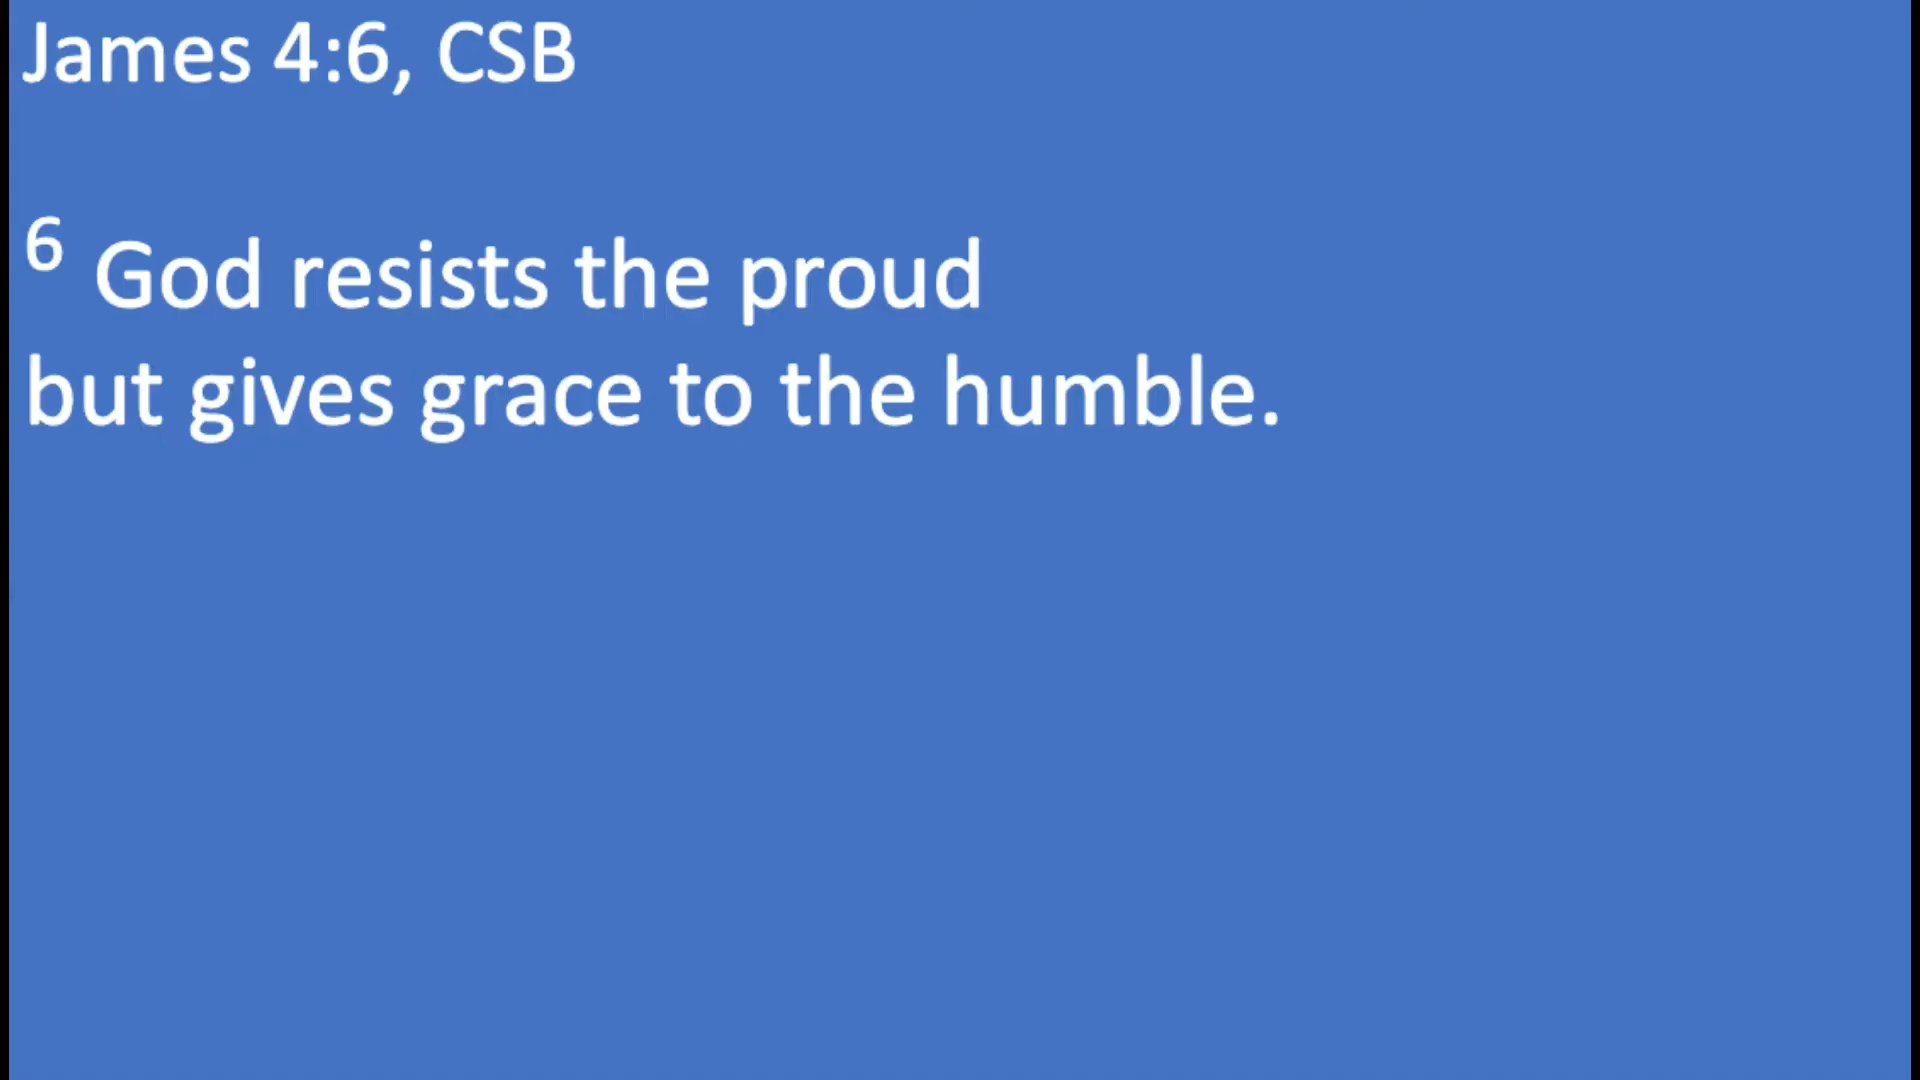 James 4:6, CSB
6 God resists the proud
but gives grace to the humble.